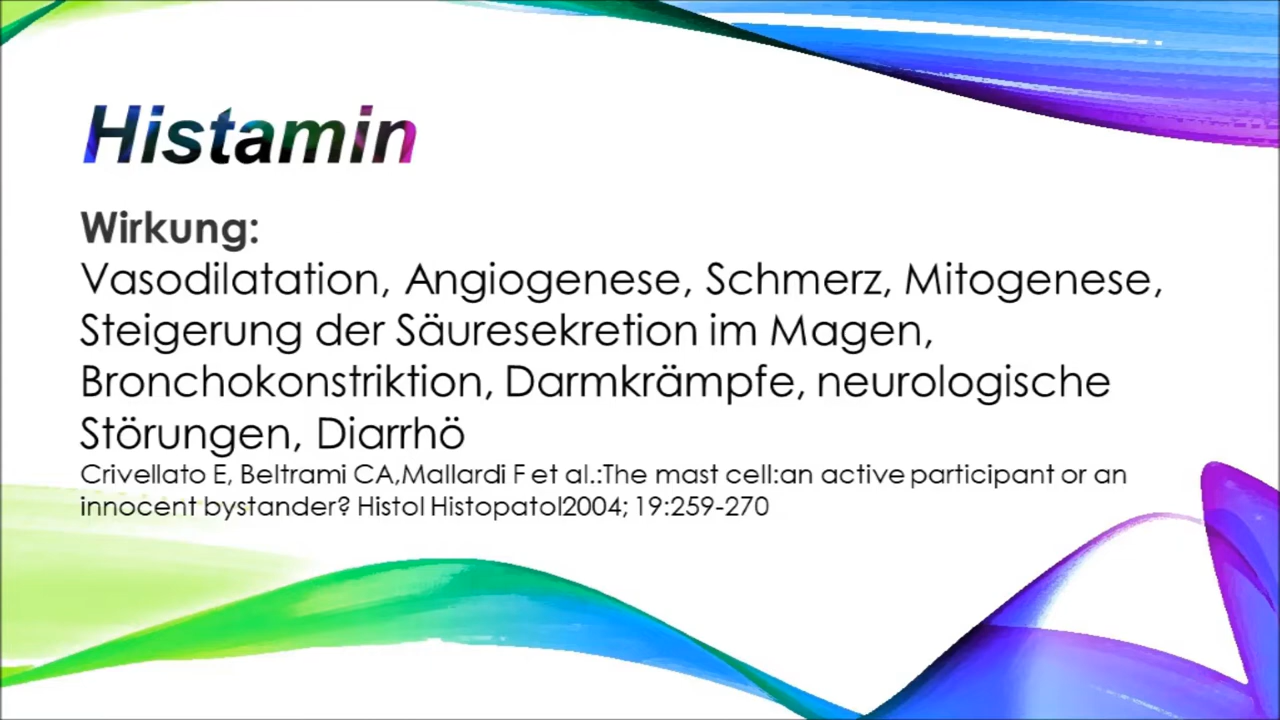 Histamin
Wirkung:
Vasodilatation, Angiogenese, Schmerz, Mitogenese,
Steigerung der Säuresekretion im Magen,
Bronchokonstriktion, Darmkrämpfe, neurologische
Störungen, Diarrhö
Crivellato E, Beltrami CA,Mallardi F et al.:The mast cell:an active participant or an
innocent bystander? Histol Histopatol2004; 19:259-270